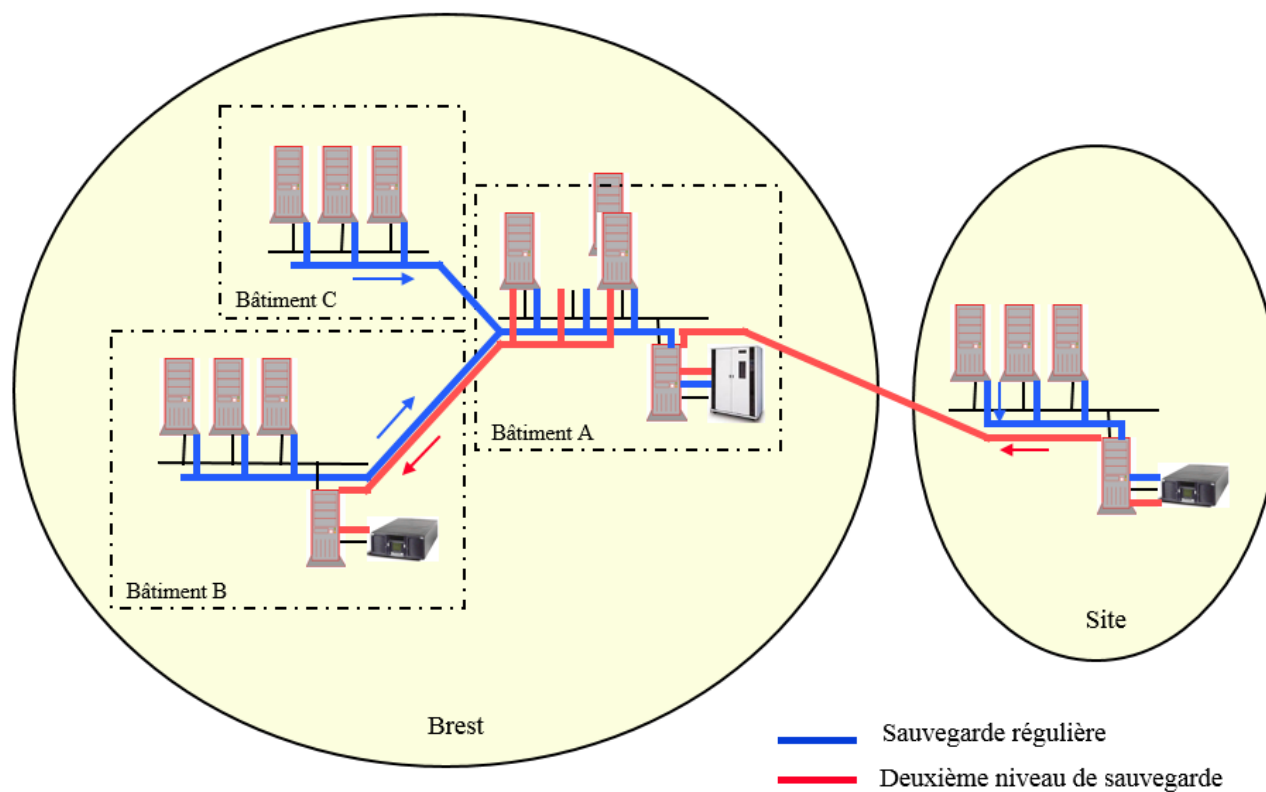 Bâtiment C
Bâtiment A
Bâtiment B
Site
Brest
Sauvegarde régulière
Deuxième niveau de sauvegarde